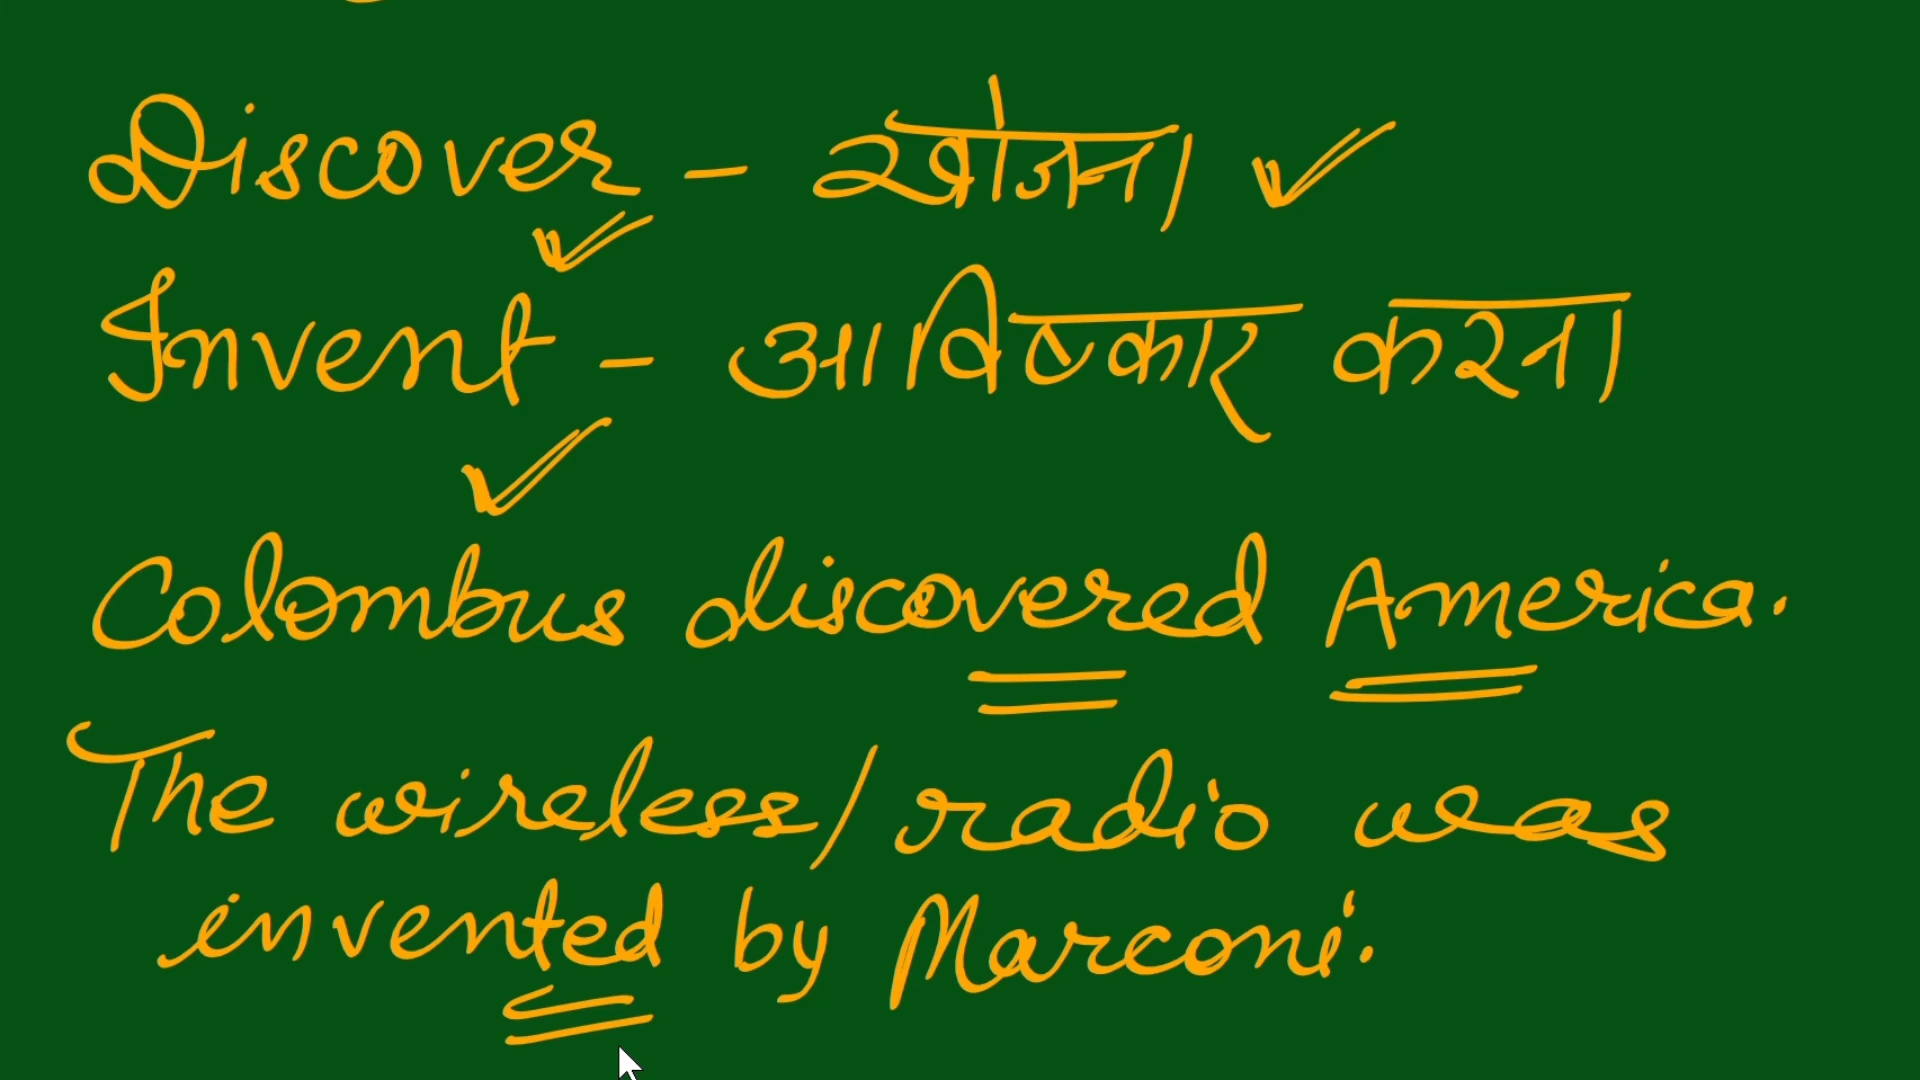 Discover - खोजना
Invent - आविष्कार करना
Colombus discovered America.
The wireless/radio was
invented by Marconi.